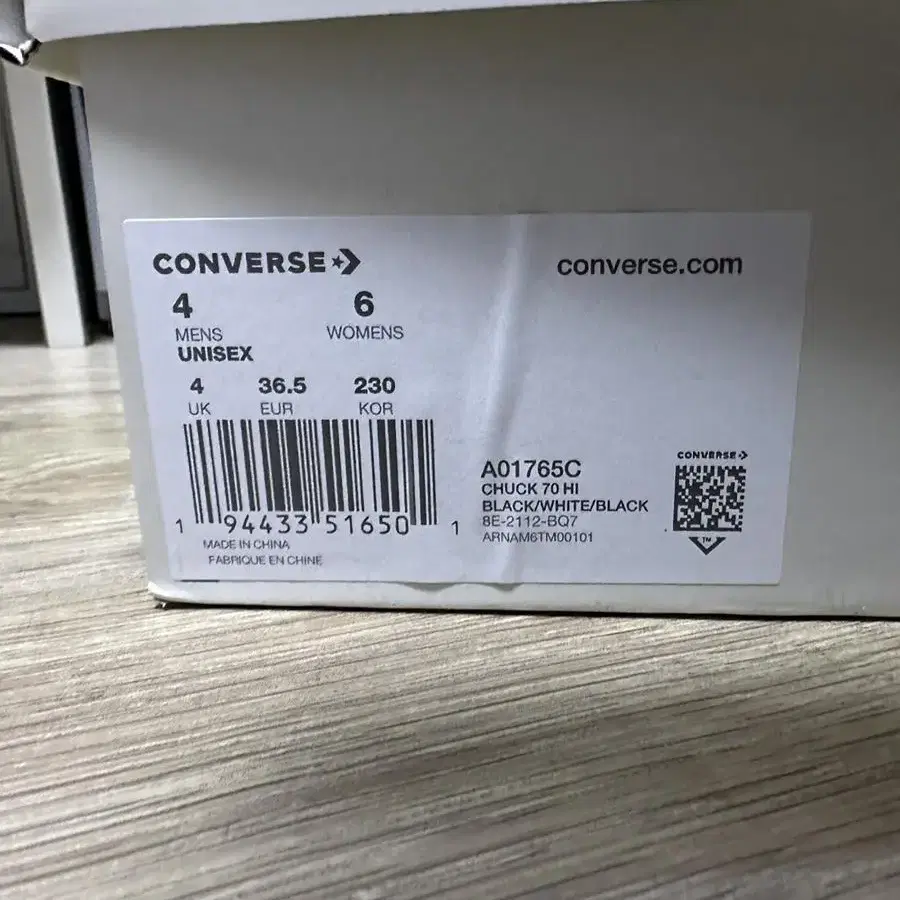 CONVERSE
converse.com
4 6
MENS WOMENS
UNISEX
4 36.5 230
UK EUR KOR
1 94433 51650 1
MADE IN CHINA
FABRIQUE EN CHINE
A01765C
CHUCK 70 HI
BLACK/WHITE/BLACK
8E-2112-BQ7
ARNAM6TM00101
CONVERSE
TM